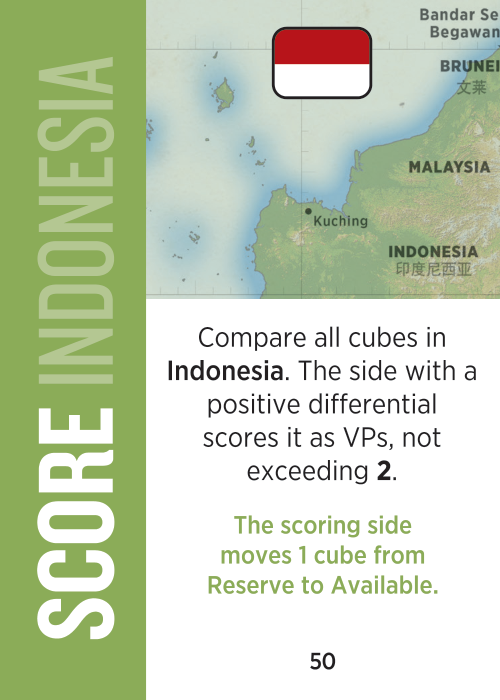 SCORE INDONESIA
Bandar Se
Begawan
BRUNEI
文莱
MALAYSIA
Kuching
INDONESIA
印度尼西亚
Compare all cubes in
Indonesia. The side with a
positive differential
scores it as VPs, not
exceeding 2.
The scoring side
moves 1 cube from
Reserve to Available.
50